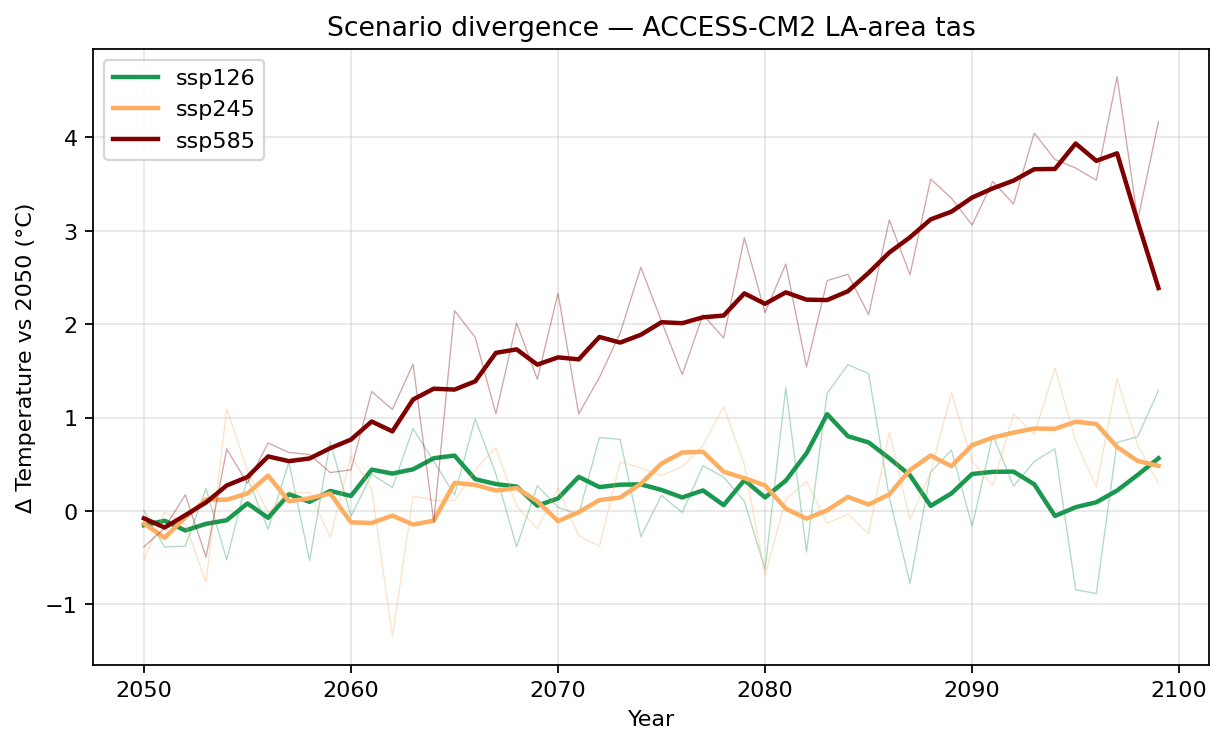 Scenario divergence — ACCESS-CM2 LA-area tas
ssp126
ssp245
ssp585
Δ Temperature vs 2050 (°C)
4
3
2
1
0
−1
2050 2060 2070 2080 2090 2100
Year